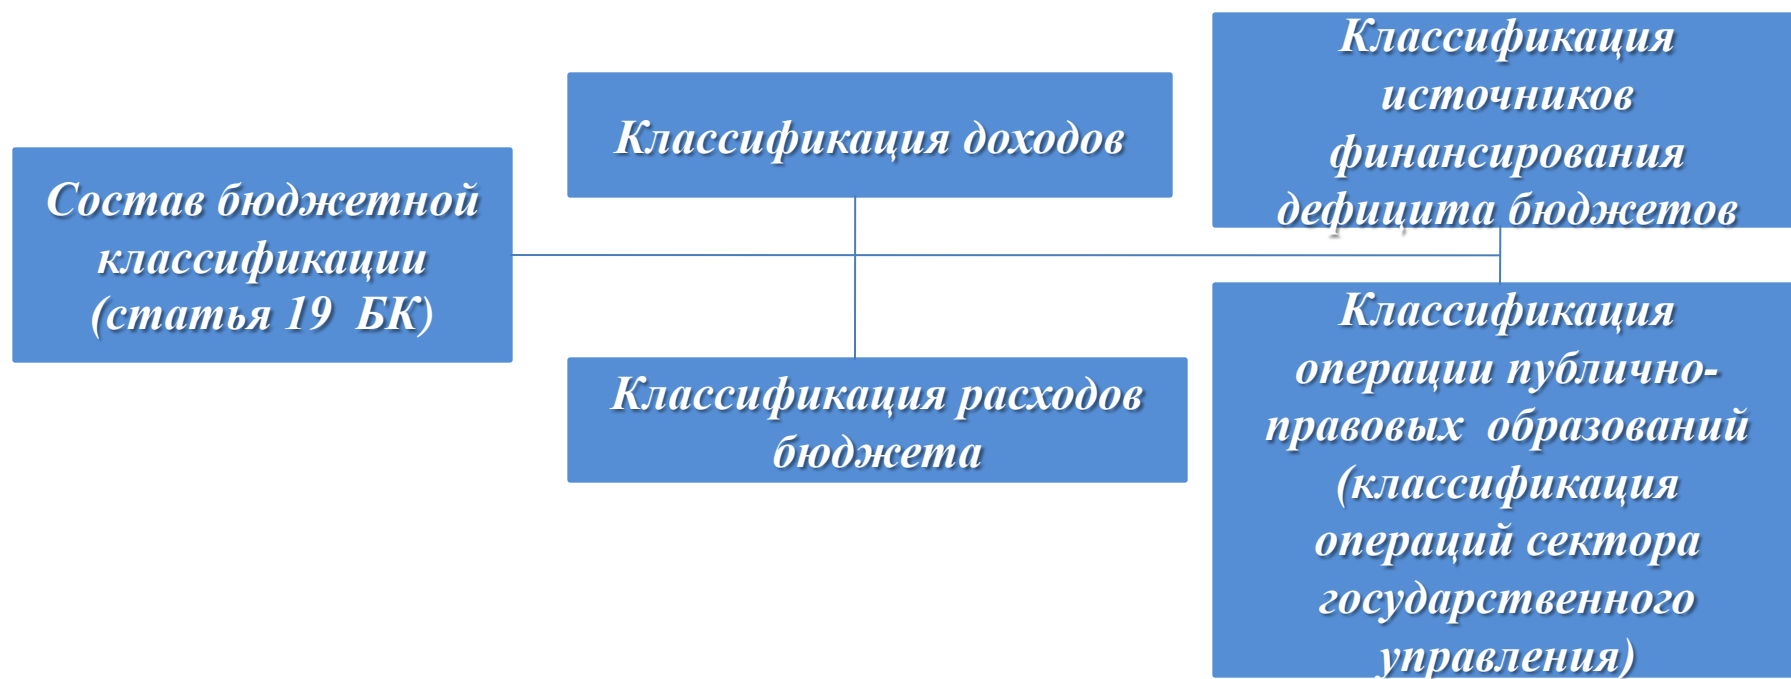 Состав бюджетной
классификации
(статья 19 БК)
Классификация доходов
Классификация расходов
бюджета
Классификация
источников
финансирования
дефицита бюджетов
Классификация
операции публично-
правовых образований
(классификация
операций сектора
государственного
управления)